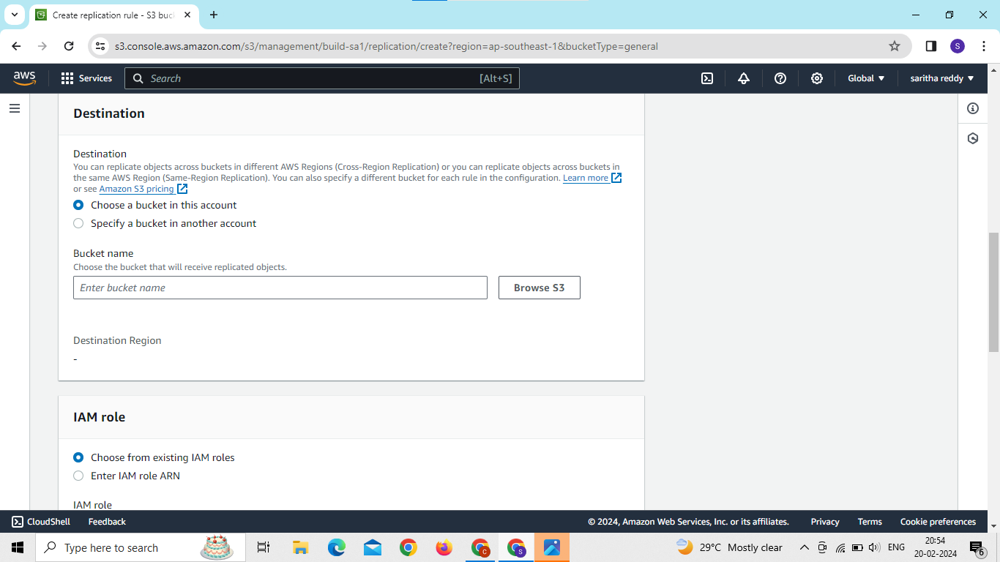 Create replication rule - S3 buc
s3.console.aws.amazon.com/s3/management/build-sa1/replication/create?region=ap-southeast-1&bucketType=general
S
aws
Services
Search
[Alt+S]
Global
saritha reddy
Destination
Destination
You can replicate objects across buckets in different AWS Regions (Cross-Region Replication) or you can replicate objects across buckets in
the same AWS Region (Same-Region Replication). You can also specify a different bucket for each rule in the configuration. Learn more
or see Amazon S3 pricing
Choose a bucket in this account
Specify a bucket in another account
Bucket name
Choose the bucket that will receive replicated objects.
Enter bucket name
Browse S3
Destination Region
-
IAM role
Choose from existing IAM roles
Enter IAM role ARN
IAM role
CloudShell
Feedback
© 2024, Amazon Web Services, Inc. or its affiliates.
Privacy
Terms
Cookie preferences
Type here to search
C
S
29°C Mostly clear
ENG
20:54
20-02-2024
6